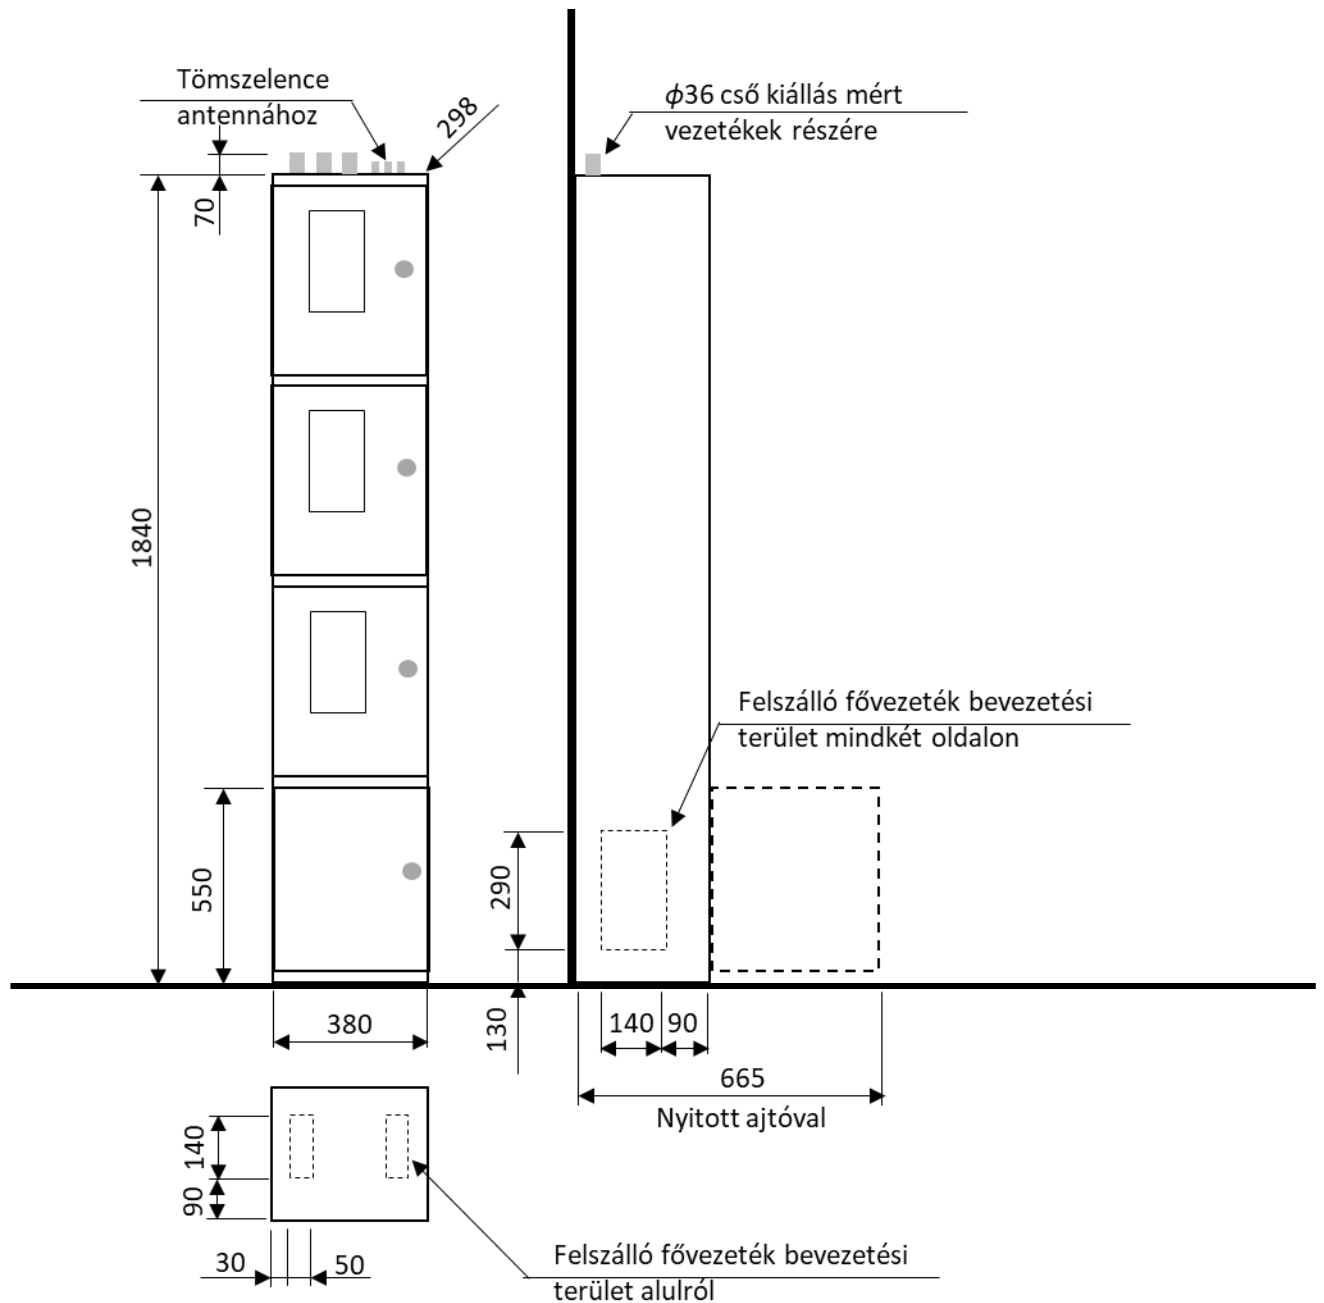 Tömszelence
antennához
298
ϕ36 cső kiállás mért
vezetékek részére
70
1840
Felszálló fővezeték bevezetési
terület mindkét oldalon
550
290
130
380
140
90
665
Nyitott ajtóval
140
90
30
50
Felszálló fővezeték bevezetési
terület alulról